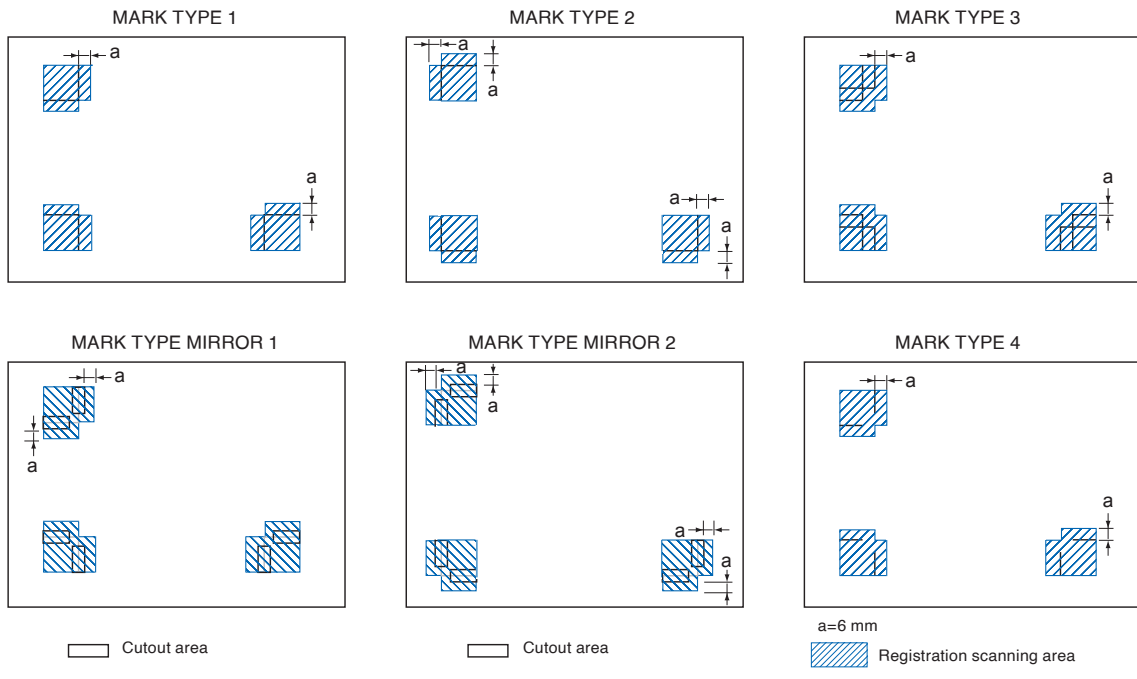 MARK TYPE 1
MARK TYPE 2
MARK TYPE 3
a
a
a
a
a
a
a
a
a
MARK TYPE MIRROR 1
MARK TYPE MIRROR 2
MARK TYPE 4
a
a
a
a
a
a
a
a
a=6 mm
Cutout area
Cutout area
Registration scanning area